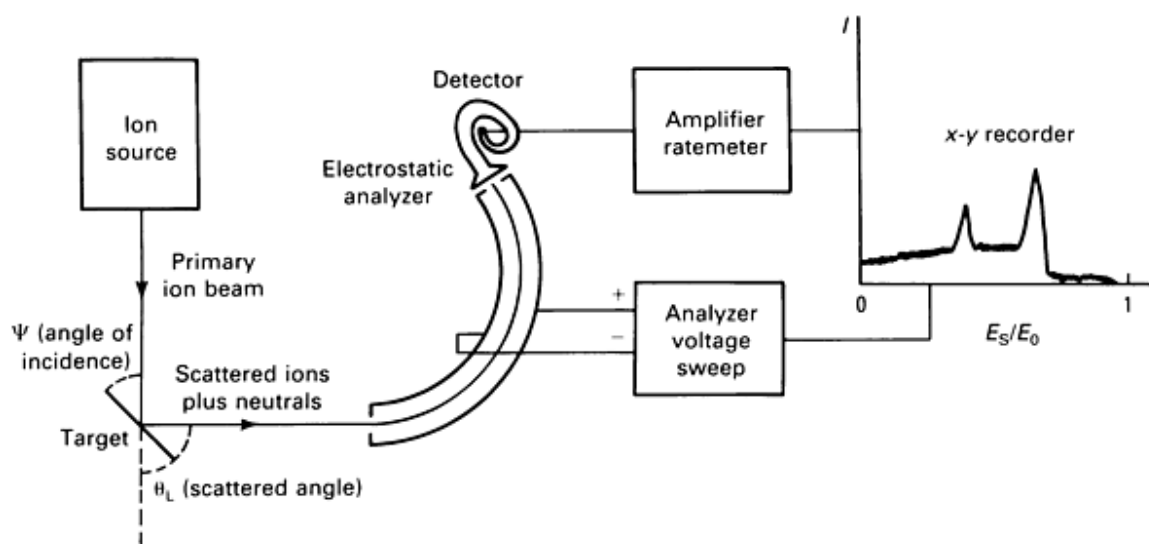 Ion
source
Primary
ion beam
Ψ (angle of
incidence)
Target
Scattered ions
plus neutrals
θL (scattered angle)
Detector
Electrostatic
analyzer
Amplifier
ratemeter
+
−
Analyzer
voltage
sweep
I
x-y recorder
0
1
ES/E0